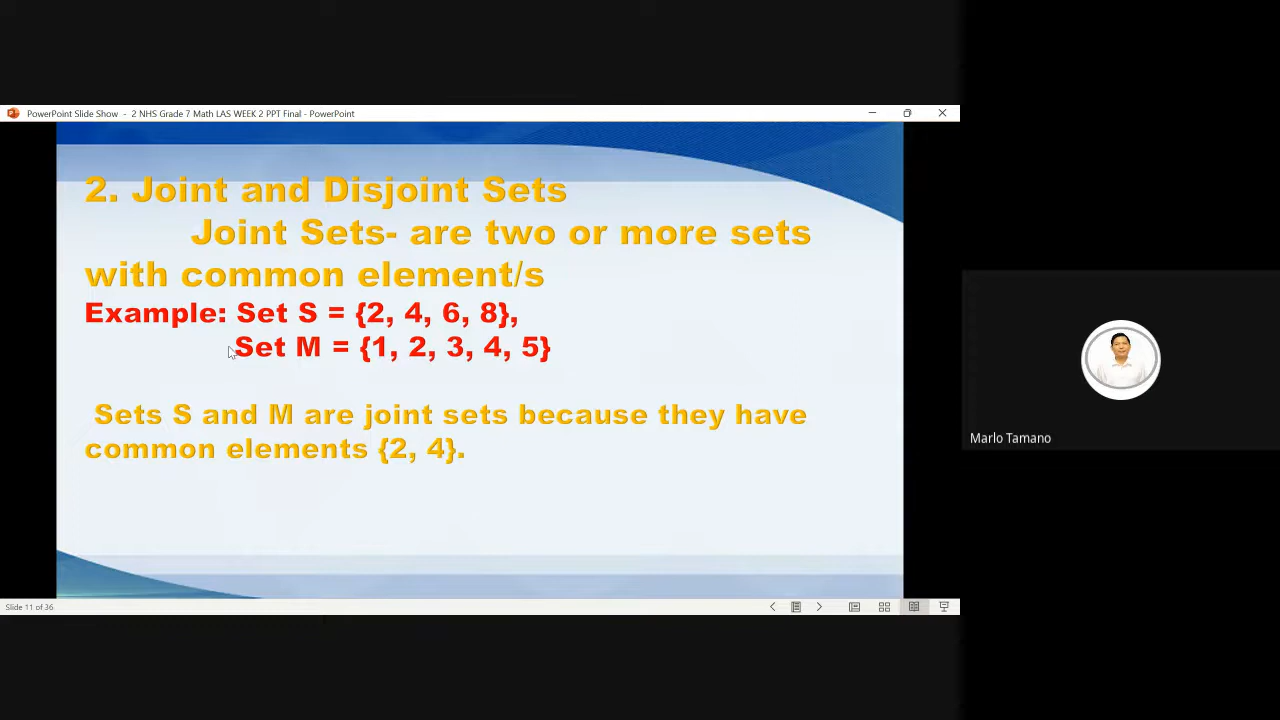 PowerPoint Slide Show - 2 NHS Grade 7 Math LAS WEEK 2 PPT Final - PowerPoint
2. Joint and Disjoint Sets
Joint Sets- are two or more sets
with common element/s
Example: Set S = {2, 4, 6, 8},
Set M = {1, 2, 3, 4, 5}
Sets S and M are joint sets because they have
common elements {2, 4}.
Marlo Tamano
Slide 11 of 36